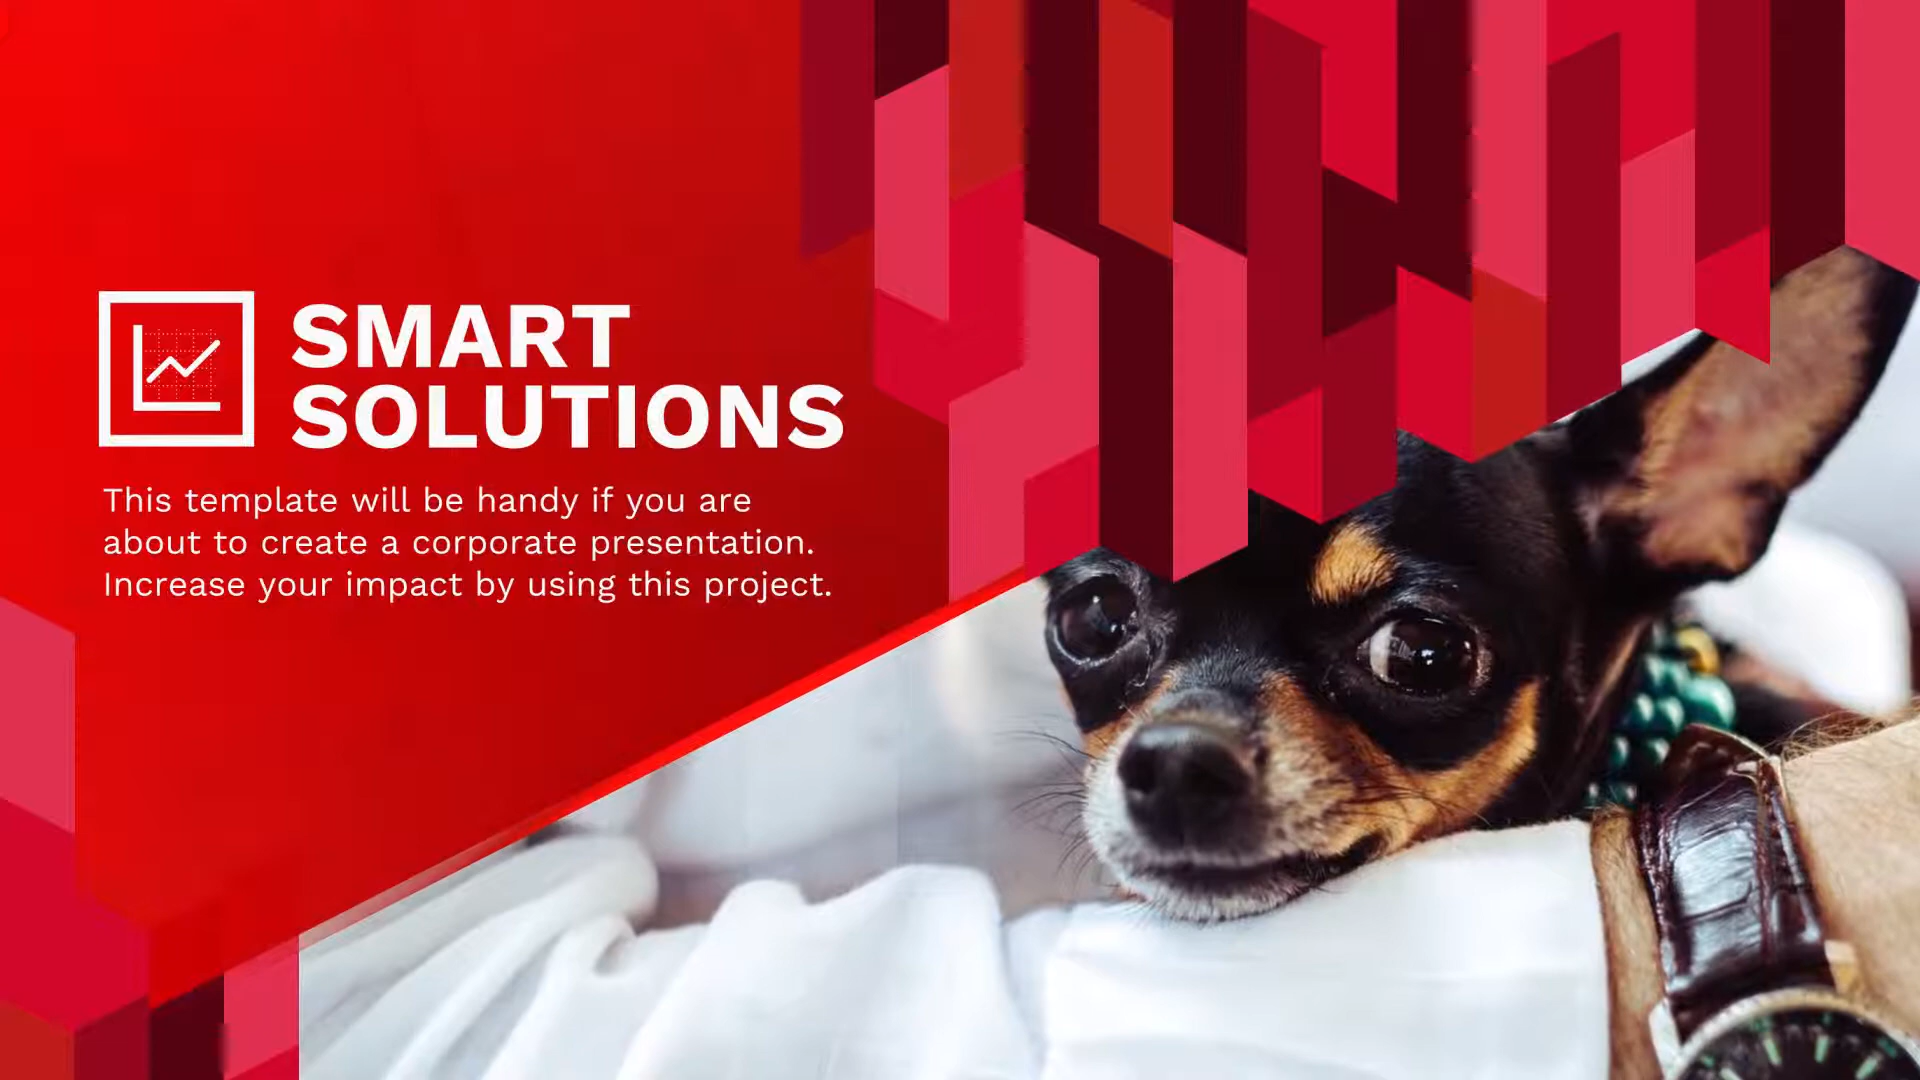 SMART
SOLUTIONS
This template will be handy if you are
about to create a corporate presentation.
Increase your impact by using this project.